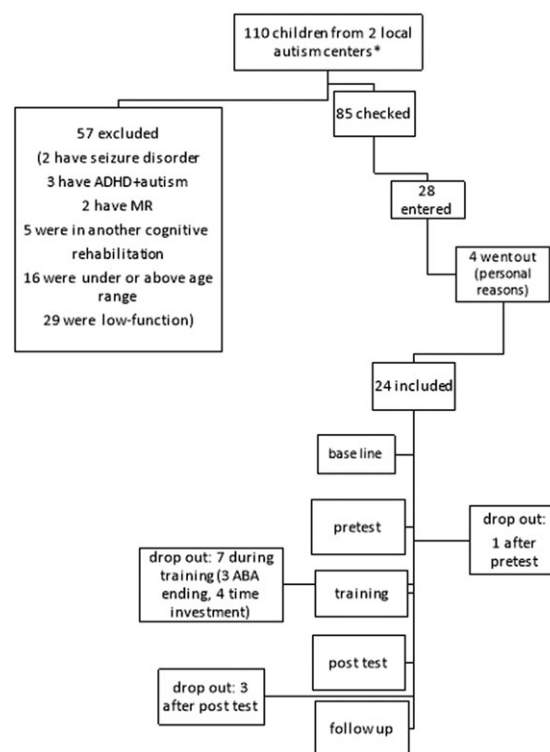 110 children from 2 local
autism centers*
57 excluded
(2 have seizure disorder
3 have ADHD+autism
2 have MR
5 were in another cognitive
rehabilitation
16 were under or above age
range
29 were low-function)
85 checked
28
entered
4 went out
(personal
reasons)
24 included
base line
pretest
drop out:
1 after
pretest
drop out: 7 during
training (3 ABA
ending, 4 time
investment)
training
post test
drop out: 3
after post test
follow up